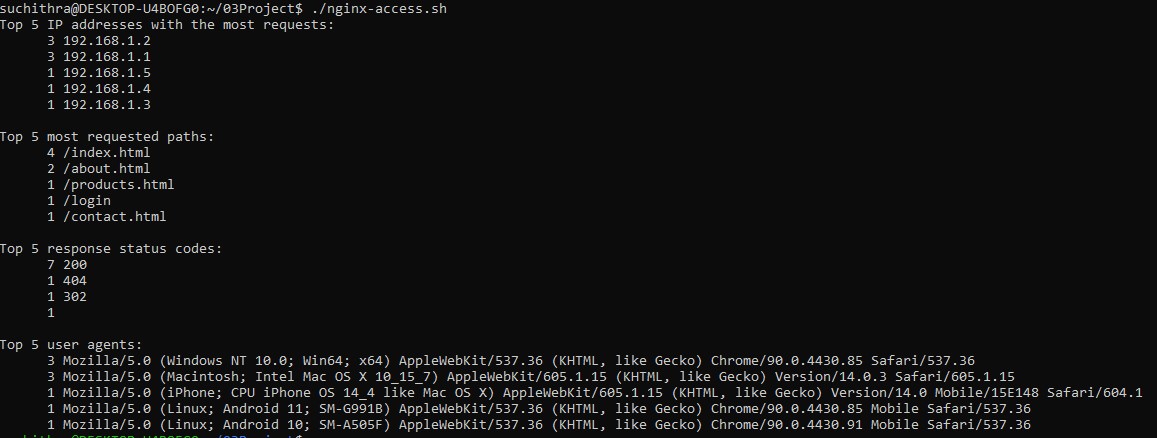 suchithra@DESKTOP-U4BOFG0:~/03Project$ ./nginx-access.sh
Top 5 IP addresses with the most requests:
      3 192.168.1.2
      3 192.168.1.1
      1 192.168.1.5
      1 192.168.1.4
      1 192.168.1.3

Top 5 most requested paths:
      4 /index.html
      2 /about.html
      1 /products.html
      1 /login
      1 /contact.html

Top 5 response status codes:
      7 200
      1 404
      1 302
      1

Top 5 user agents:
      3 Mozilla/5.0 (Windows NT 10.0; Win64; x64) AppleWebKit/537.36 (KHTML, like Gecko) Chrome/90.0.4430.85 Safari/537.36
      3 Mozilla/5.0 (Macintosh; Intel Mac OS X 10_15_7) AppleWebKit/605.1.15 (KHTML, like Gecko) Version/14.0.3 Safari/605.1.15
      1 Mozilla/5.0 (iPhone; CPU iPhone OS 14_4 like Mac OS X) AppleWebKit/605.1.15 (KHTML, like Gecko) Version/14.0 Mobile/15E148 Safari/604.1
      1 Mozilla/5.0 (Linux; Android 11; SM-G991B) AppleWebKit/537.36 (KHTML, like Gecko) Chrome/90.0.4430.85 Mobile Safari/537.36
      1 Mozilla/5.0 (Linux; Android 10; SM-A505F) AppleWebKit/537.36 (KHTML, like Gecko) Chrome/90.0.4430.91 Mobile Safari/537.36
suchithra@DESKTOP-U4BOFG0:~/03Project$